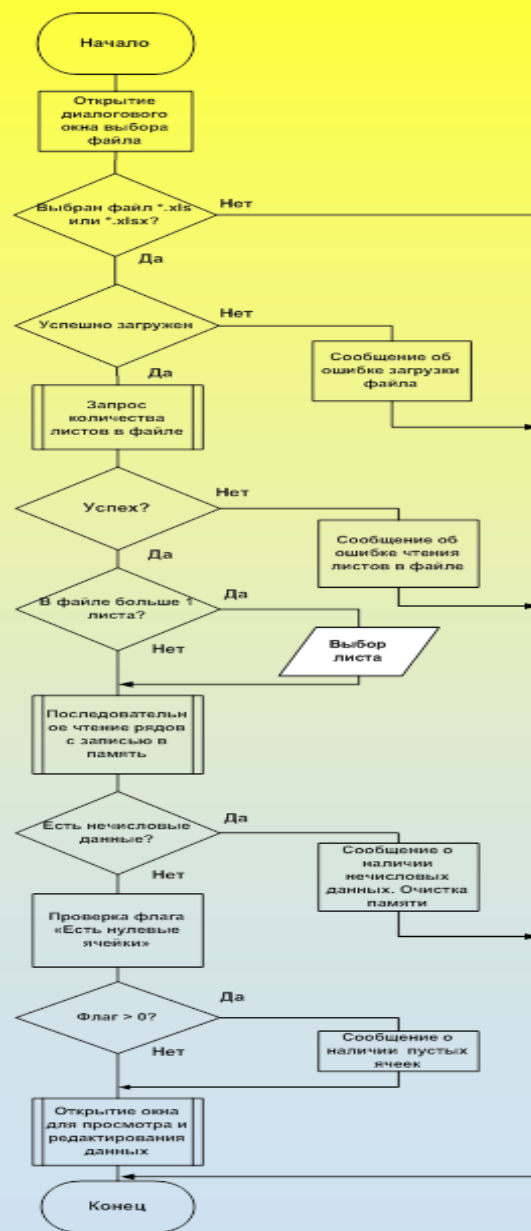 Начало
Открытие
диалогового
окна выбора
файла
Выбран файл *.xls
или *.xlsx?
Нет
Да
Успешно загружен
Нет
Сообщение об
ошибке загрузки
файла
Да
Запрос
количества
листов в файле
Успех?
Нет
Сообщение об
ошибке чтения
листов в файле
Да
В файле больше 1
листа?
Да
Выбор
листа
Нет
Последовательн
ое чтение рядов
с записью в
память
Есть нечисловые
данные?
Да
Сообщение о
наличии
нечисловых
данных. Очистка
памяти
Нет
Проверка флага
«Есть нулевые
ячейки»
Флаг > 0?
Да
Сообщение о
наличии пустых
ячеек
Нет
Открытие окна
для просмотра и
редактирования
данных
Конец